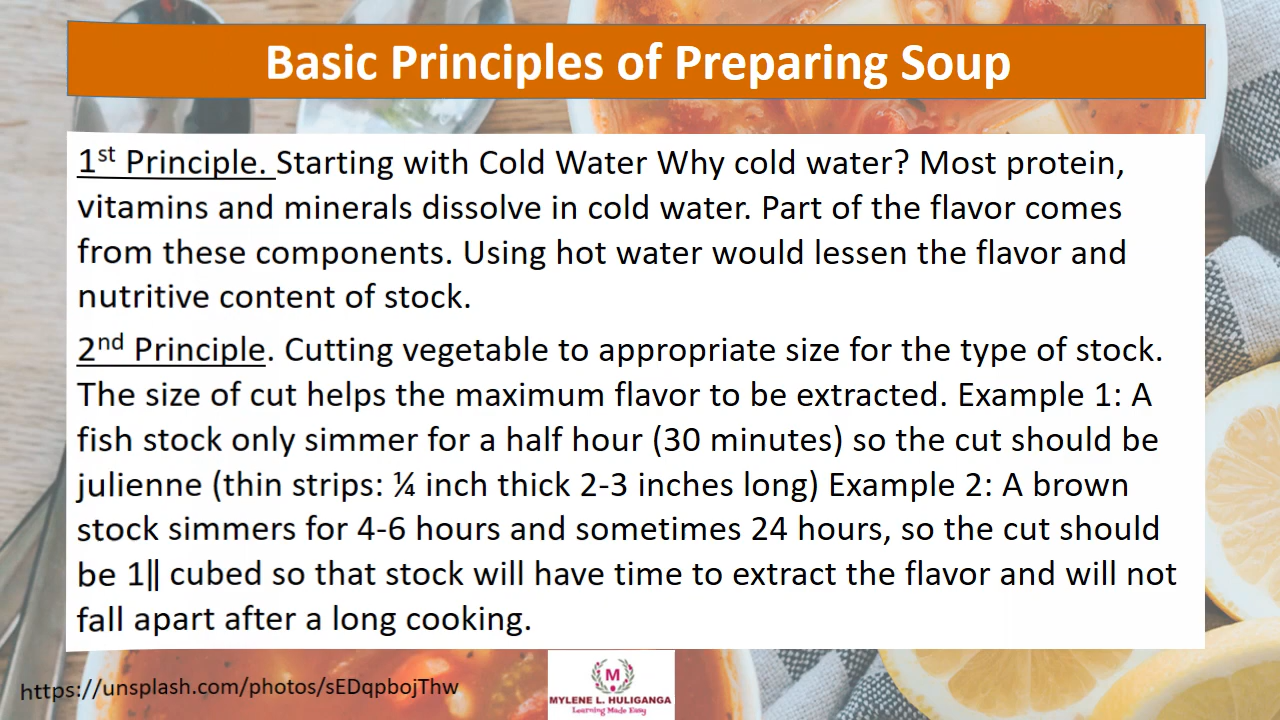 Basic Principles of Preparing Soup
1st Principle. Starting with Cold Water Why cold water? Most protein,
vitamins and minerals dissolve in cold water. Part of the flavor comes
from these components. Using hot water would lessen the flavor and
nutritive content of stock.
2nd Principle. Cutting vegetable to appropriate size for the type of stock.
The size of cut helps the maximum flavor to be extracted. Example 1: A
fish stock only simmer for a half hour (30 minutes) so the cut should be
julienne (thin strips: ¼ inch thick 2-3 inches long) Example 2: A brown
stock simmers for 4-6 hours and sometimes 24 hours, so the cut should
be 1‖ cubed so that stock will have time to extract the flavor and will not
fall apart after a long cooking.
https://unsplash.com/photos/sEDqpbojThw
M
MYLENE L. HULIGANGA
Learning Made Easy